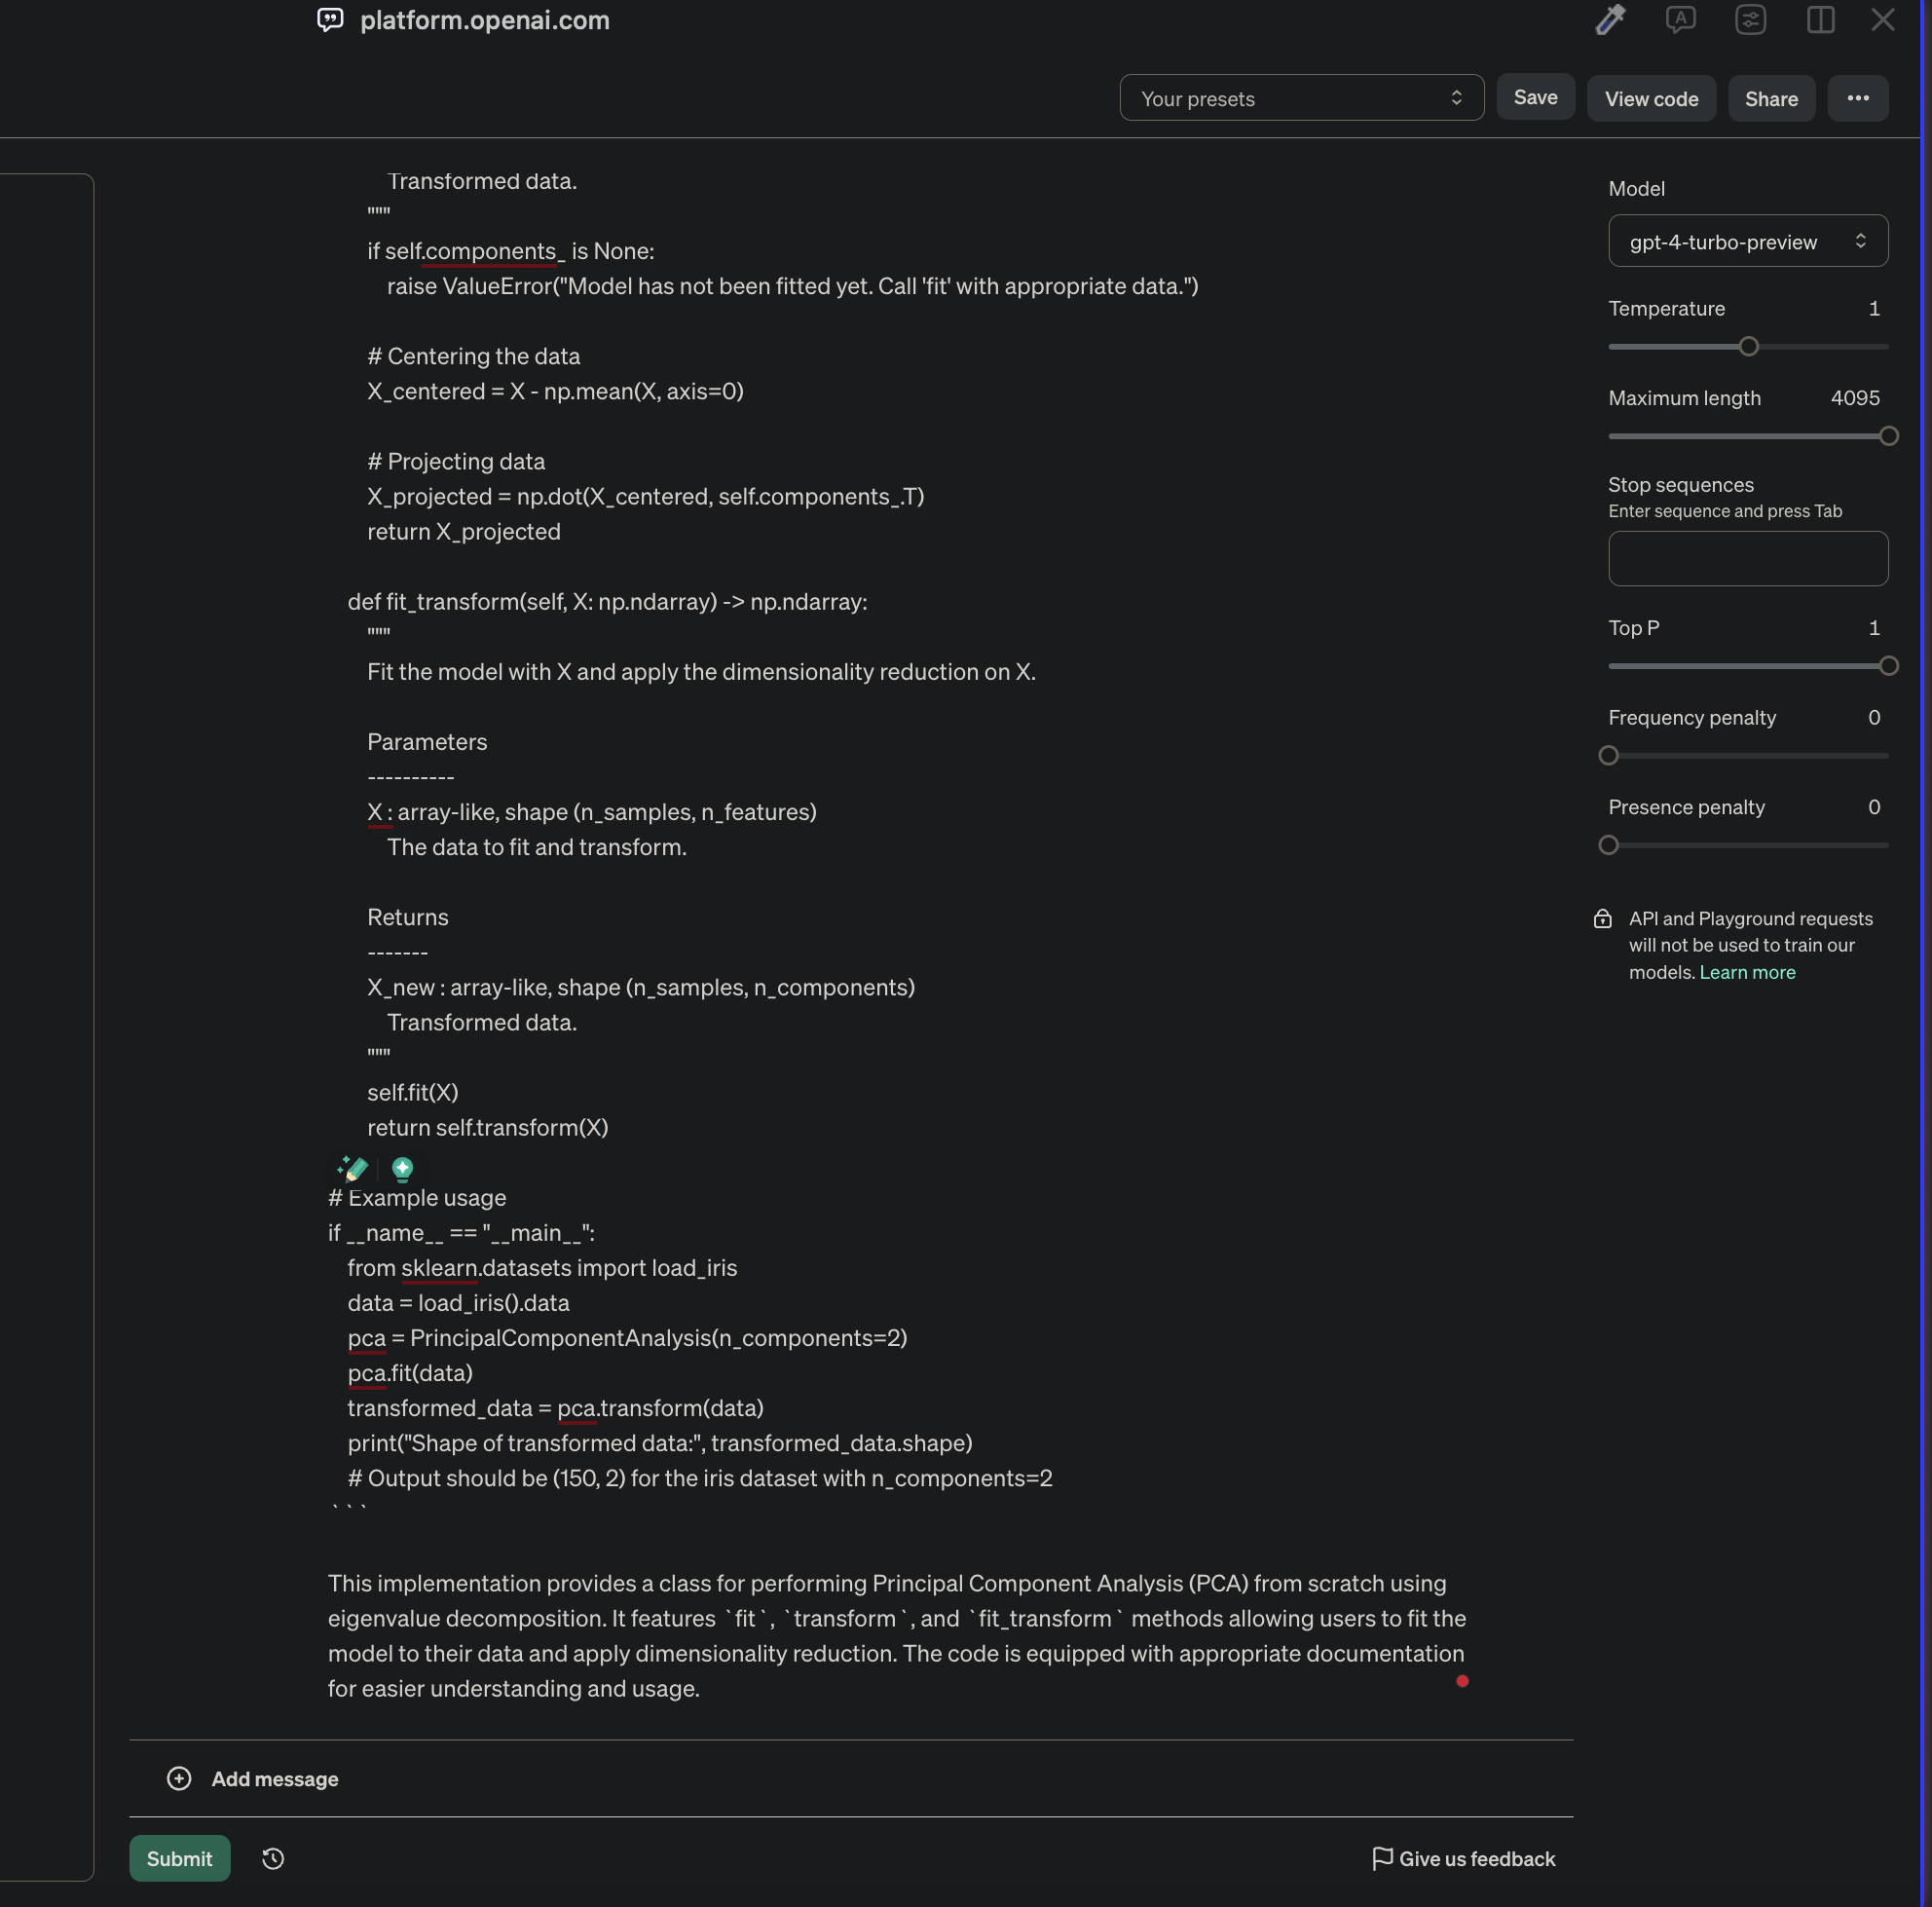 platform.openai.com
Your presets
Save
View code
Share
Transformed data.
"""
if self.components_ is None:
raise ValueError("Model has not been fitted yet. Call 'fit' with appropriate data.")
# Centering the data
X_centered = X - np.mean(X, axis=0)
# Projecting data
X_projected = np.dot(X_centered, self.components_.T)
return X_projected
def fit_transform(self, X: np.ndarray) -> np.ndarray:
"""
Fit the model with X and apply the dimensionality reduction on X.
Parameters
----------
X : array-like, shape (n_samples, n_features)
The data to fit and transform.
Returns
-------
X_new : array-like, shape (n_samples, n_components)
Transformed data.
"""
self.fit(X)
return self.transform(X)
# Example usage
if __name__ == "__main__":
from sklearn.datasets import load_iris
data = load_iris().data
pca = PrincipalComponentAnalysis(n_components=2)
pca.fit(data)
transformed_data = pca.transform(data)
print("Shape of transformed data:", transformed_data.shape)
# Output should be (150, 2) for the iris dataset with n_components=2
```
This implementation provides a class for performing Principal Component Analysis (PCA) from scratch using
eigenvalue decomposition. It features `fit`, `transform`, and `fit_transform` methods allowing users to fit the
model to their data and apply dimensionality reduction. The code is equipped with appropriate documentation
for easier understanding and usage.
Add message
Submit
Give us feedback
Model
gpt-4-turbo-preview
Temperature 1
Maximum length 4095
Stop sequences
Enter sequence and press Tab
Top P 1
Frequency penalty 0
Presence penalty 0
API and Playground requests
will not be used to train our
models. Learn more